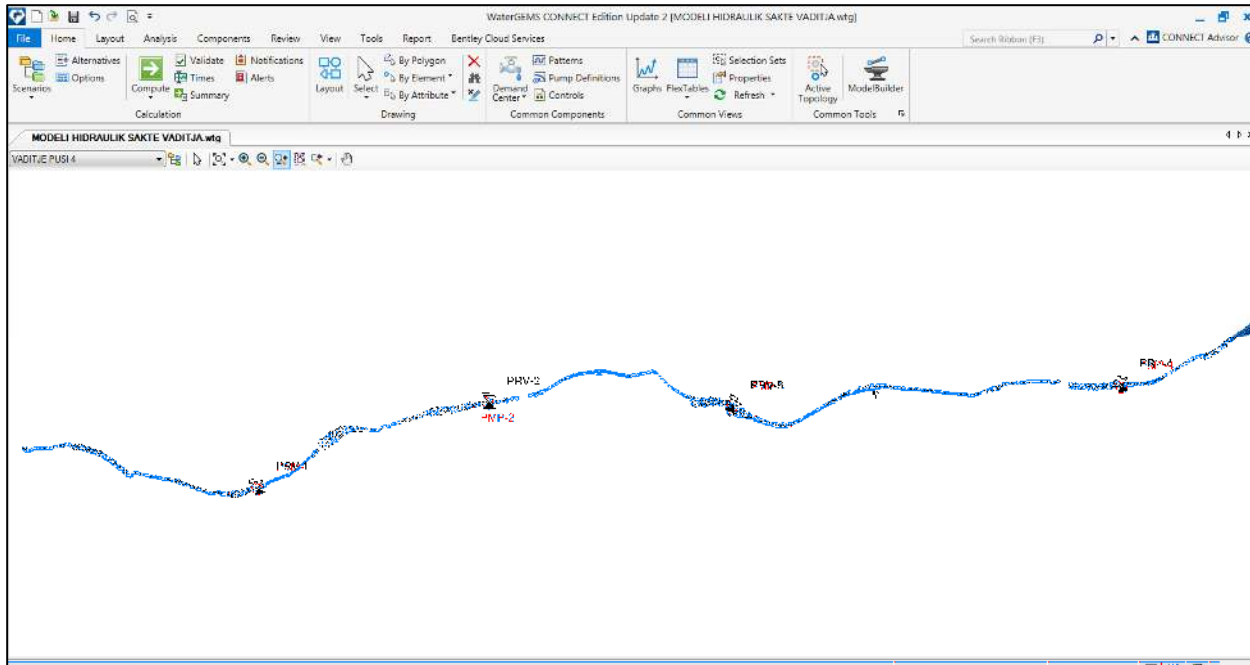 WaterGEMS CONNECT Edition Update 2 [MODELI HIDRAULIK SAKTE VADITJA.wtg]
File Home Layout Analysis Components Review View Tools Report Bentley Cloud Services Search Ribbon (F3) CONNECT Advisor
Scenarios Alternatives Options Compute Validate Times Summary Notifications Alerts Layout Select By Polygon By Element By Attribute Demand Center Patterns Pump Definitions Controls Graphs FlexTables Selection Sets Properties Refresh Active Topology ModelBuilder
Calculation Drawing Common Components Common Views Common Tools
MODELI HIDRAULIK SAKTE VADITJA.wtg
VADITJE PUSI 4
PRV-2
PMP-2